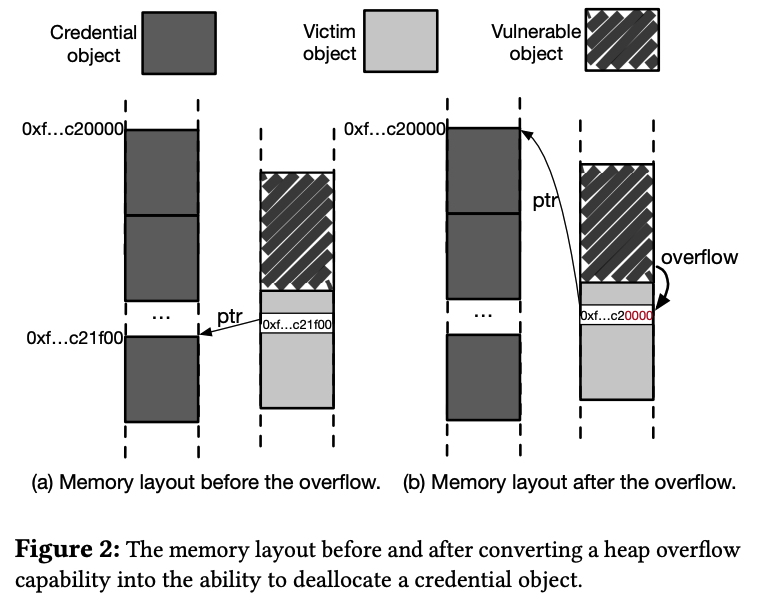 Credential
object
Victim
object
Vulnerable
object
0xf...c20000
0xf...c20000
ptr
overflow
...
ptr
0xf...c21f00
...
0xf...c20000
0xf...c21f00
(a) Memory layout before the overflow.
(b) Memory layout after the overflow.
Figure 2: The memory layout before and after converting a heap overflow
capability into the ability to deallocate a credential object.